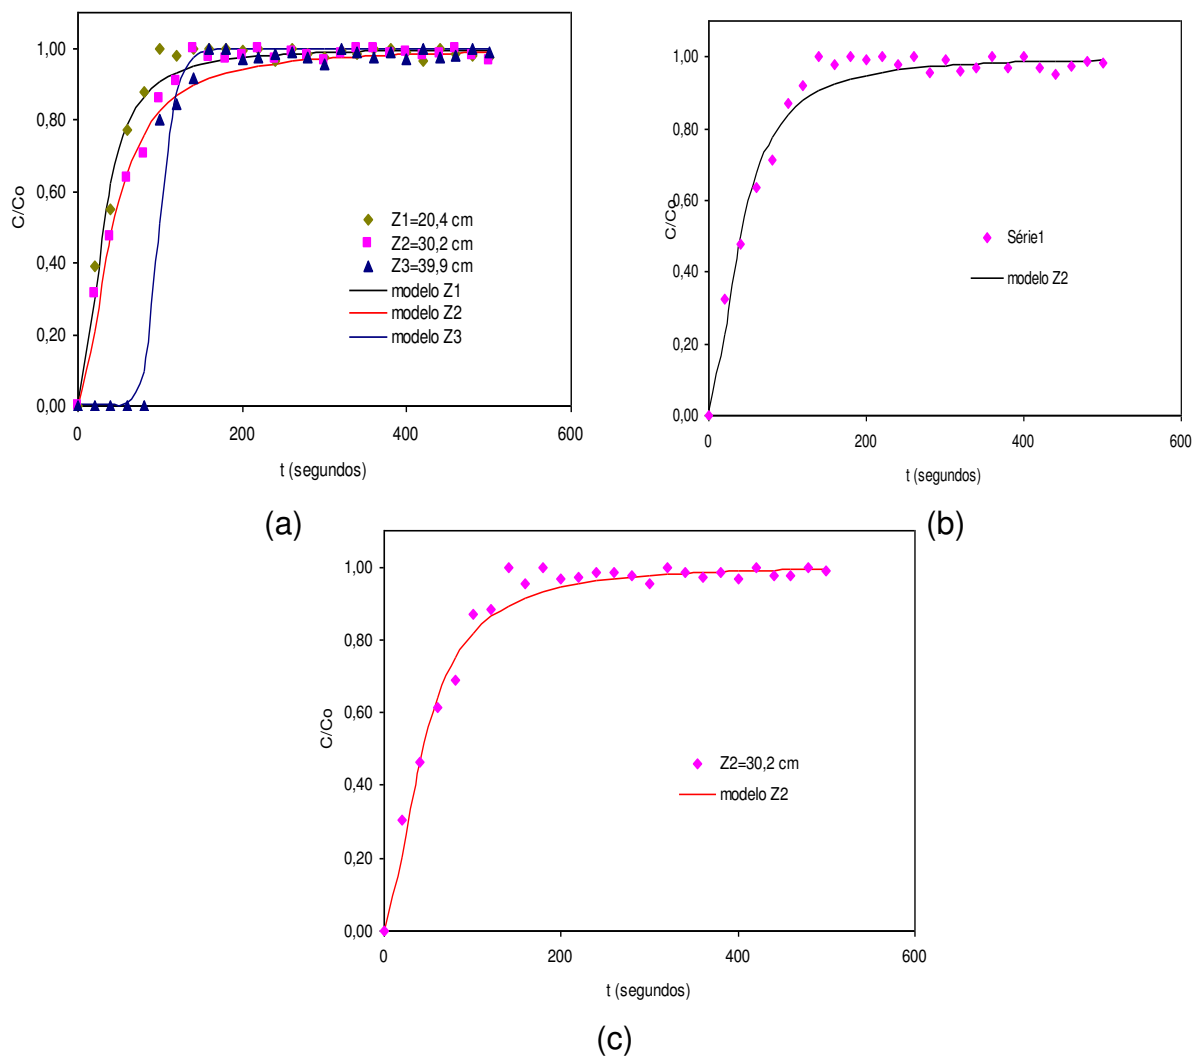 1,00
0,80
0,60
0,40
0,20
0,00
C/Co
0
200
400
600
t (segundos)
Z1=20,4 cm
Z2=30,2 cm
Z3=39,9 cm
modelo Z1
modelo Z2
modelo Z3
(a)
1,00
0,80
0,60
0,40
0,20
0,00
C/Co
0
200
400
600
t (segundos)
Série1
modelo Z2
(b)
1,00
0,80
0,60
0,40
0,20
0,00
C/Co
0
200
400
600
t (segundos)
Z2=30,2 cm
modelo Z2
(c)